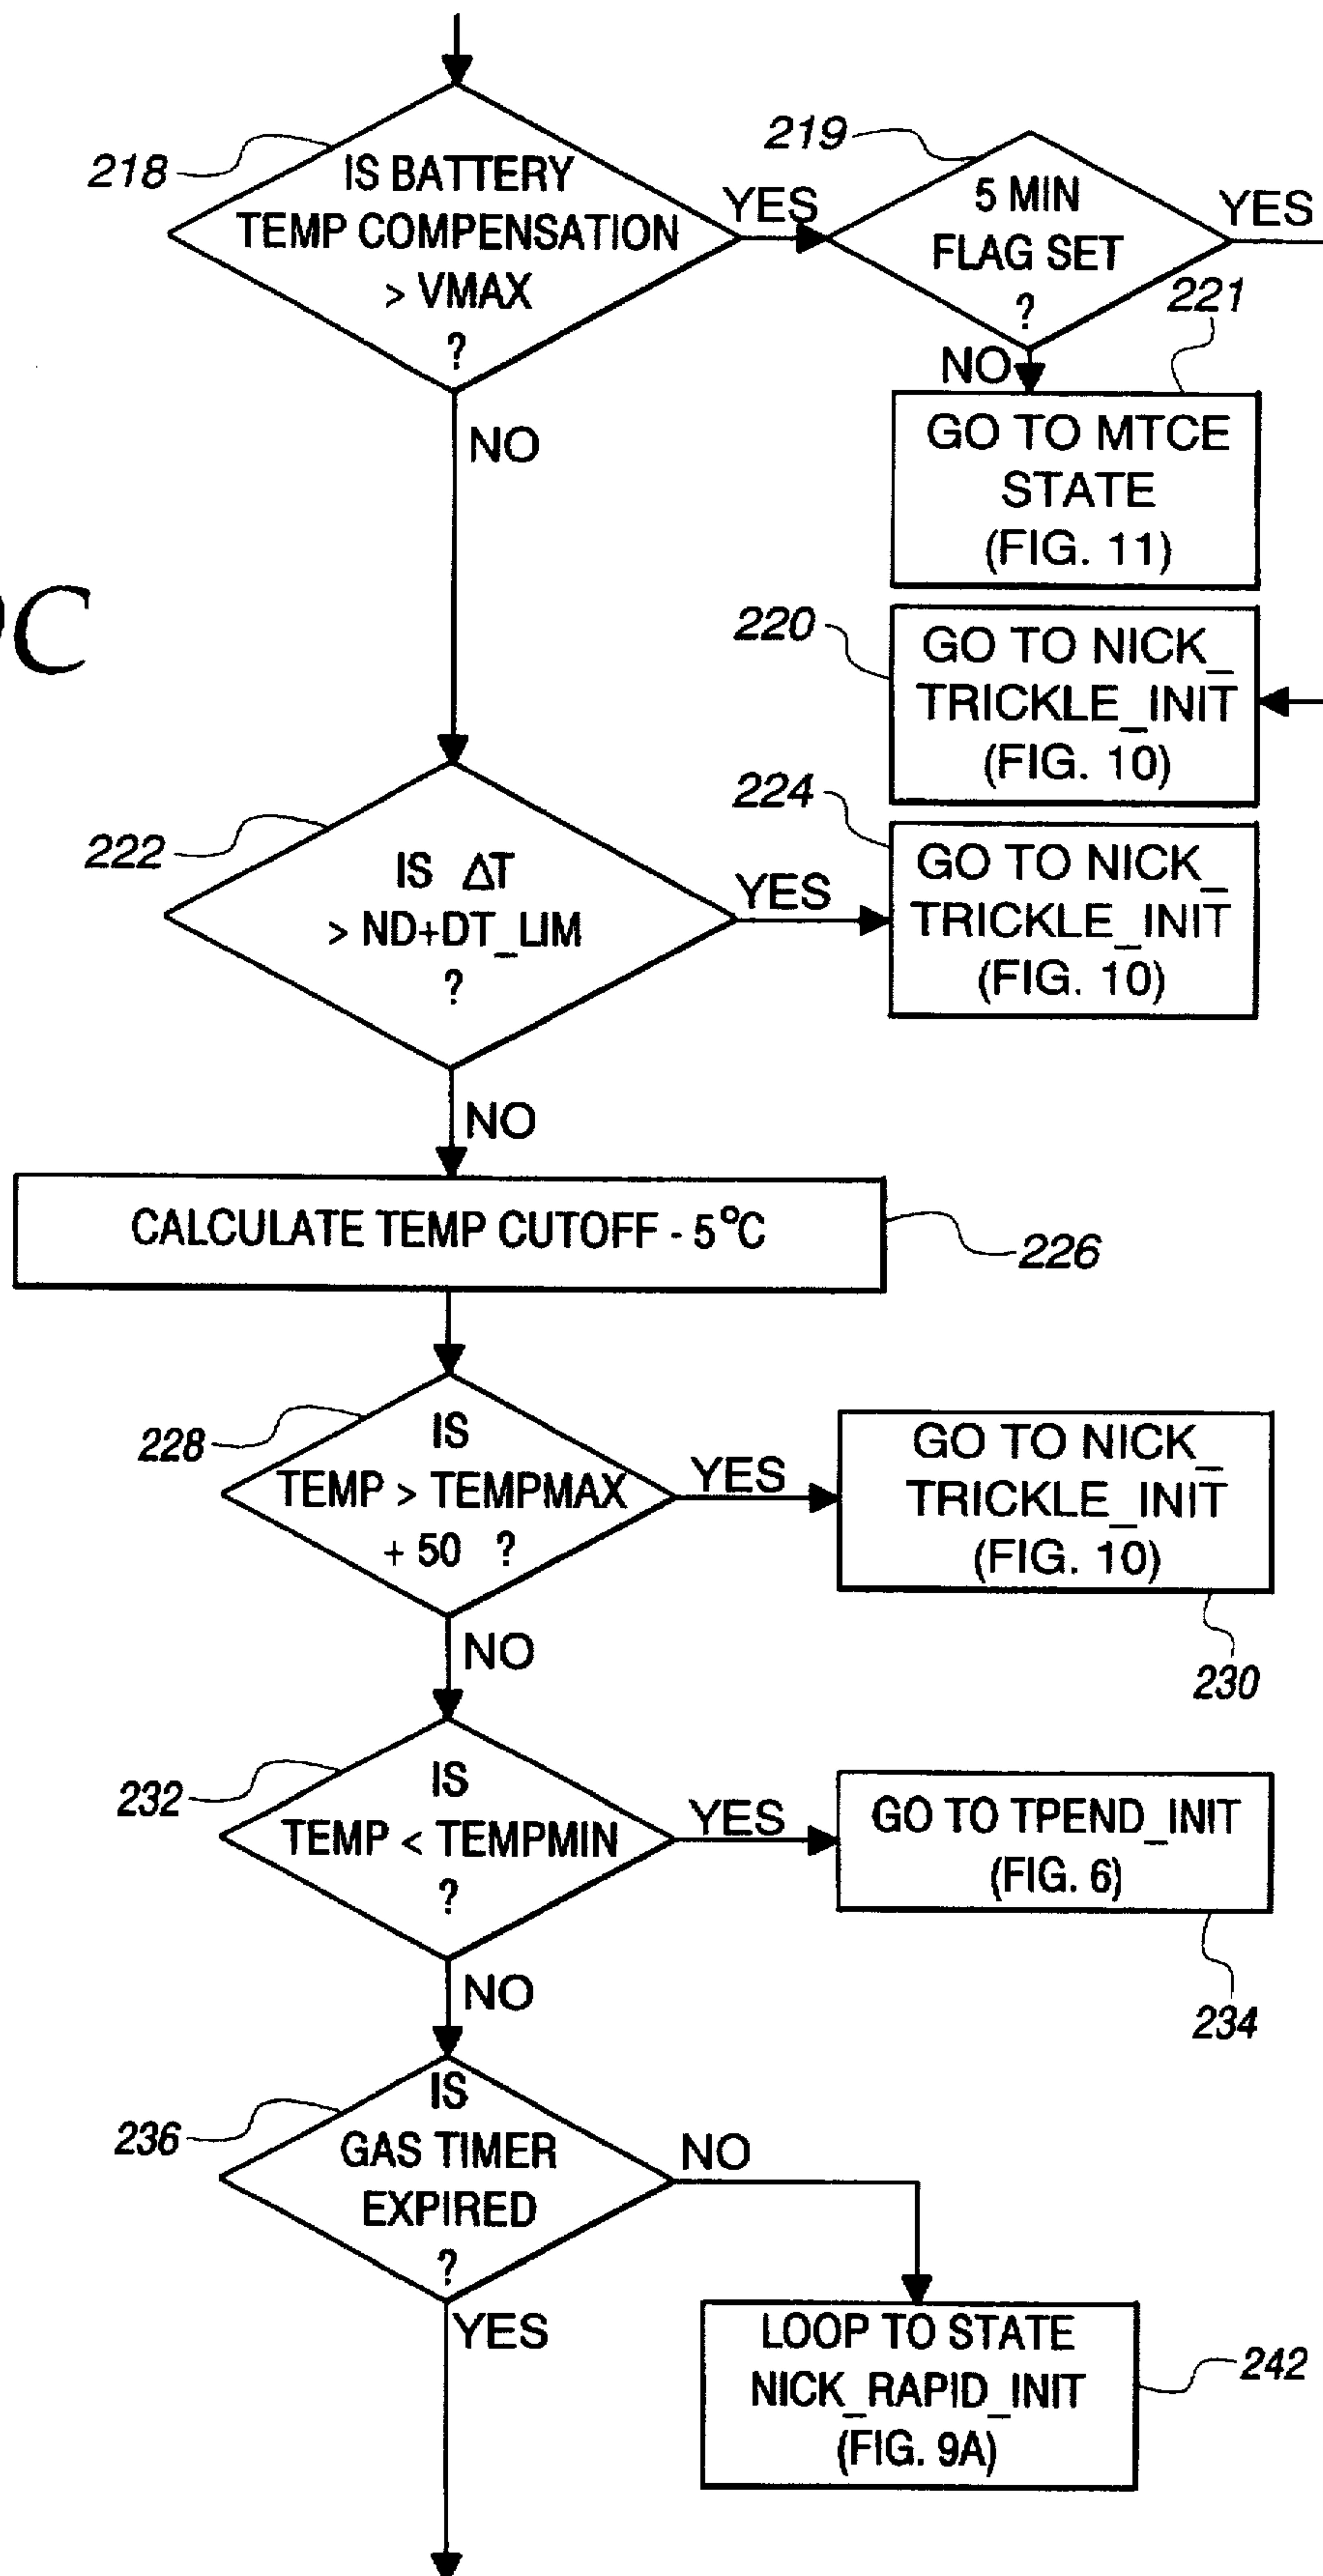 218
IS BATTERY
TEMP COMPENSATION
> VMAX
?
YES
219
5 MIN
FLAG SET
?
YES
NO
221
GO TO MTCE
STATE
(FIG. 11)
NO
9C
220
GO TO NICK_
TRICKLE_INIT
(FIG. 10)
222
IS ΔT
> ND+DT_LIM
?
YES
224
GO TO NICK_
TRICKLE_INIT
(FIG. 10)
NO
CALCULATE TEMP CUTOFF - 5°C
226
228
IS
TEMP > TEMPMAX
+ 50 ?
YES
GO TO NICK_
TRICKLE_INIT
(FIG. 10)
230
NO
232
IS
TEMP < TEMPMIN
?
YES
GO TO TPEND_INIT
(FIG. 6)
234
NO
236
IS
GAS TIMER
EXPIRED
?
NO
YES
LOOP TO STATE
NICK_RAPID_INIT
(FIG. 9A)
242